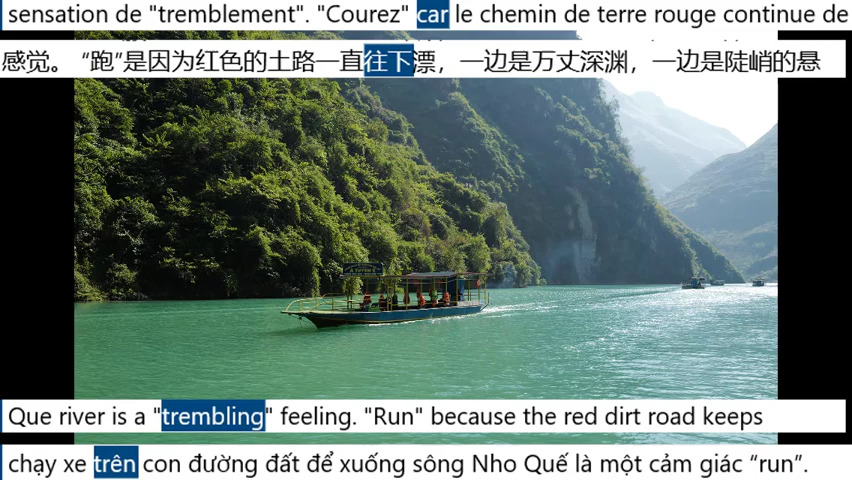 sensation de "tremblement". "Courez" car le chemin de terre rouge continue de
感觉。 “跑”是因为红色的土路一直往下漂，一边是万丈深渊，一边是陡峭的悬
Que river is a "trembling" feeling. "Run" because the red dirt road keeps
chạy xe trên con đường đất để xuống sông Nho Quế là một cảm giác “run”.